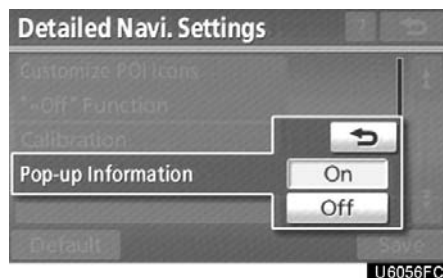 Detailed Navi. Settings
?
Customize POI Icons
"«Off" Function
Calibration
Pop-up Information
On
Off
Default
Save
U6056FC